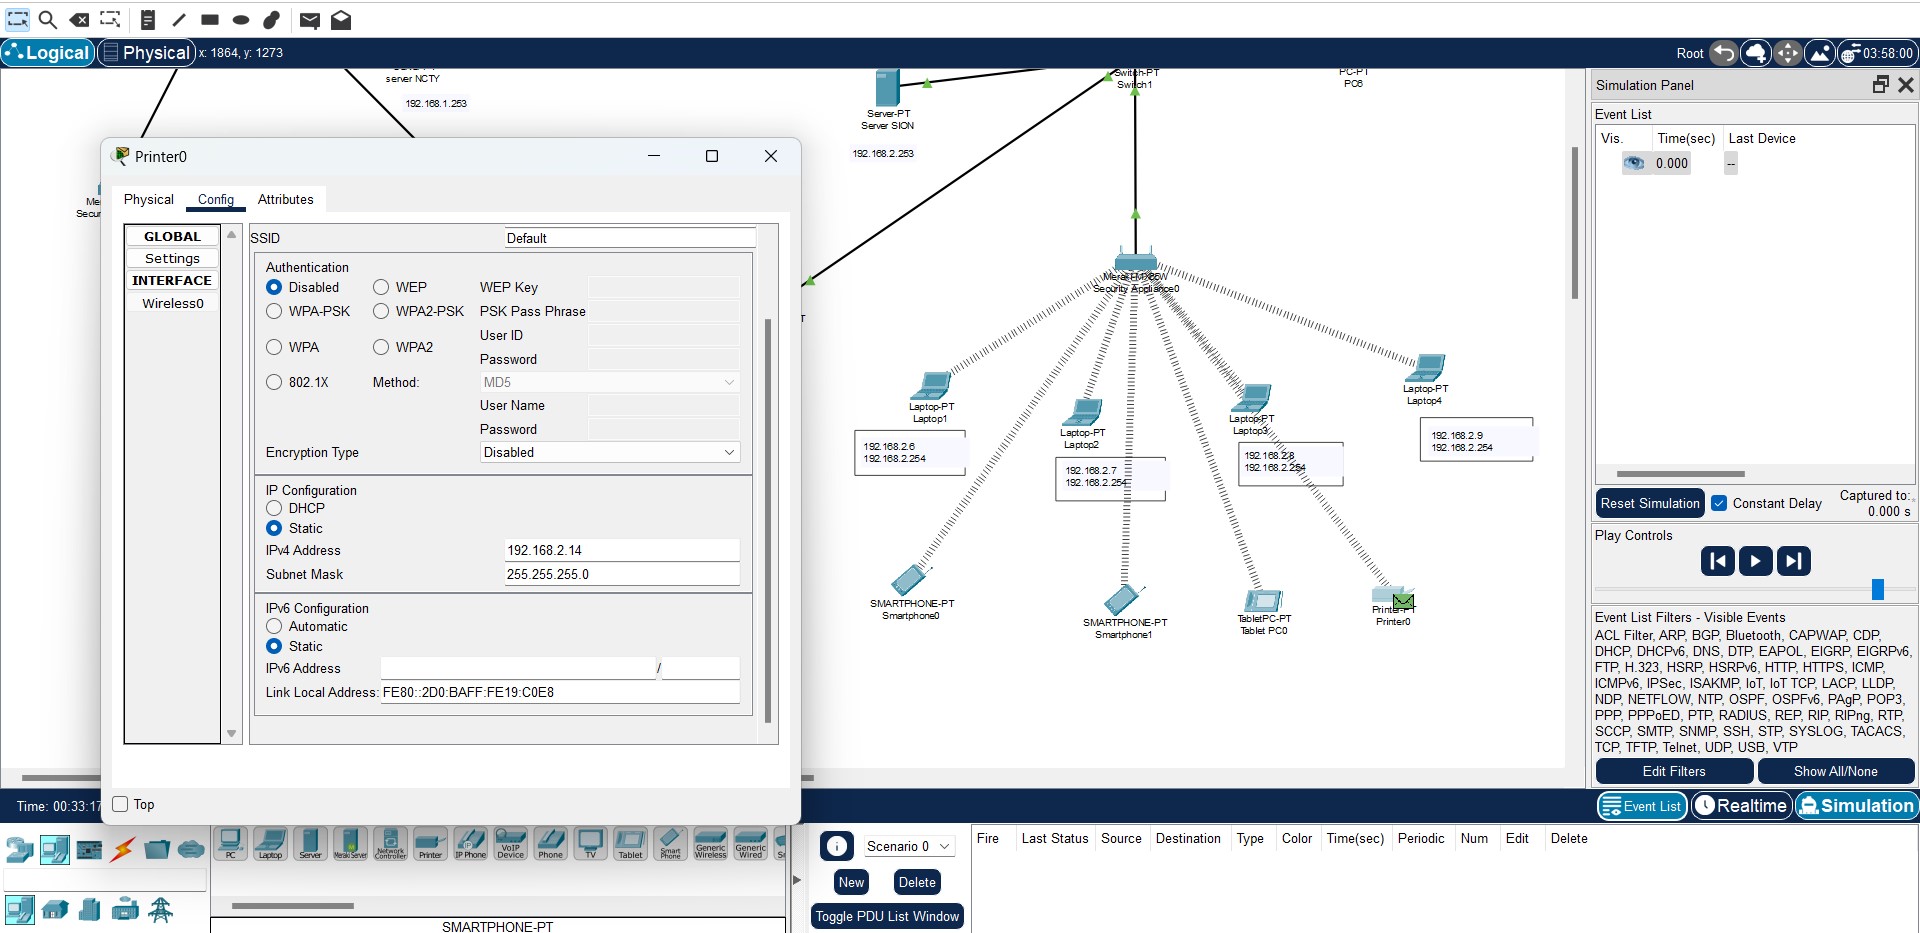 Logical
Physical
x: 1864, y: 1273
Root
03:58:00
server NCTY
192.168.1.253
Server-PT
Server SION
192.168.2.253
Switch-PT
Switch1
PC-PT
PC6
Printer0
Physical
Config
Attributes
GLOBAL
Settings
INTERFACE
Wireless0
SSID
Default
Authentication
Disabled
WEP
WEP Key
WPA-PSK
WPA2-PSK
PSK Pass Phrase
User ID
WPA
WPA2
Password
802.1X
Method:
MD5
User Name
Password
Encryption Type
Disabled
IP Configuration
DHCP
Static
IPv4 Address
192.168.2.14
Subnet Mask
255.255.255.0
IPv6 Configuration
Automatic
Static
IPv6 Address
/
Link Local Address:
FE80::2D0:BAFF:FE19:C0E8
Top
Security Appliance0
Laptop-PT
Laptop1
192.168.2.6
192.168.2.254
Laptop-PT
Laptop2
192.168.2.7
192.168.2.254
Laptop-PT
Laptop3
192.168.2.8
192.168.2.254
Laptop-PT
Laptop4
192.168.2.9
192.168.2.254
SMARTPHONE-PT
Smartphone0
SMARTPHONE-PT
Smartphone1
TabletPC-PT
Tablet PC0
Printer-PT
Printer0
Simulation Panel
Event List
Vis.
Time(sec)
Last Device
0.000
--
Reset Simulation
Constant Delay
Captured to:
0.000 s
Play Controls
Event List Filters - Visible Events
ACL Filter, ARP, BGP, Bluetooth, CAPWAP, CDP,
DHCP, DHCPv6, DNS, DTP, EAPOL, EIGRP, EIGRPv6,
FTP, H.323, HSRP, HSRPv6, HTTP, HTTPS, ICMP,
ICMPv6, IPSec, ISAKMP, IoT, IoT TCP, LACP, LLDP,
NDP, NETFLOW, NTP, OSPF, OSPFv6, PAgP, POP3,
PPP, PPPoED, PTP, RADIUS, REP, RIP, RIPng, RTP,
SCCP, SMTP, SNMP, SSH, STP, SYSLOG, TACACS,
TCP, TFTP, Telnet, UDP, USB, VTP
Edit Filters
Show All/None
Time: 00:33:17
Event List
Realtime
Simulation
PC
Laptop
Server
Meraki Server
Network Controller
Printer
IP Phone
VoIP Device
Phone
TV
Tablet
Smart Phone
Generic Wireless
Generic Wired
SMARTPHONE-PT
Scenario 0
New
Delete
Toggle PDU List Window
Fire
Last Status
Source
Destination
Type
Color
Time(sec)
Periodic
Num
Edit
Delete